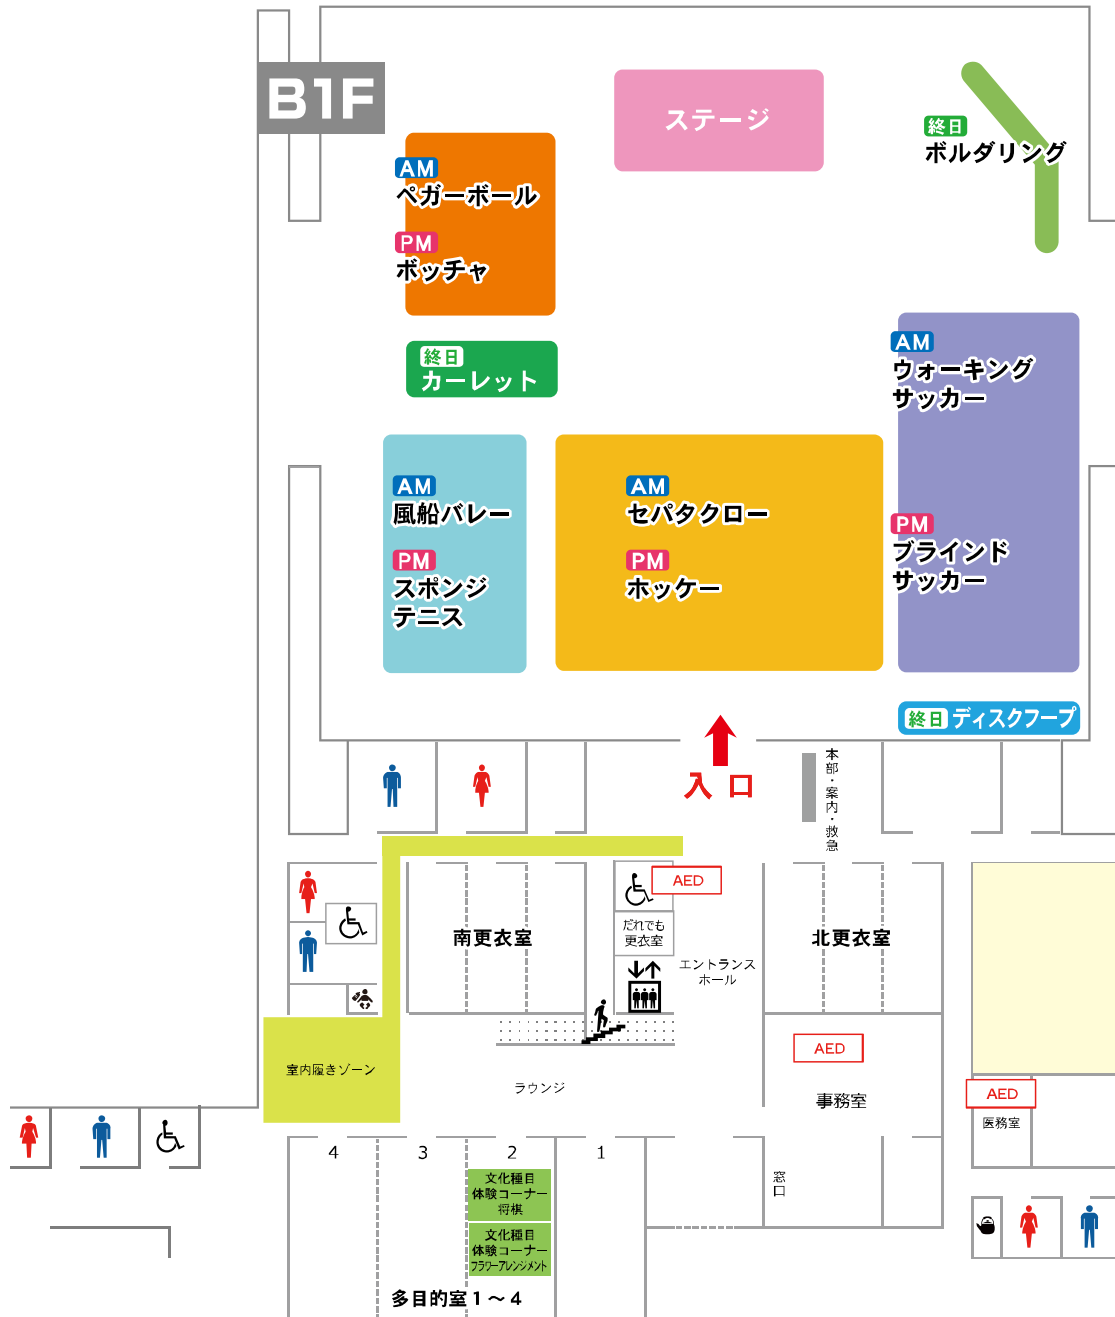 B1F
ステージ
終日
ボルダリング
AM
ペガーボール
PM
ボッチャ
終日
カーレット
AM
ウォーキング
サッカー
PM
ブラインド
サッカー
AM
風船バレー
PM
スポンジ
テニス
AM
セパタクロー
PM
ホッケー
終日 ディスクフープ
入口
本部・案内・救急
AED
だれでも
更衣室
南更衣室
北更衣室
エントランス
ホール
室内履きゾーン
ラウンジ
AED
事務室
AED
医務室
4
3
2
1
文化種目
体験コーナー
将棋
文化種目
体験コーナー
フラワーアレンジメント
窓口
多目的室1～4